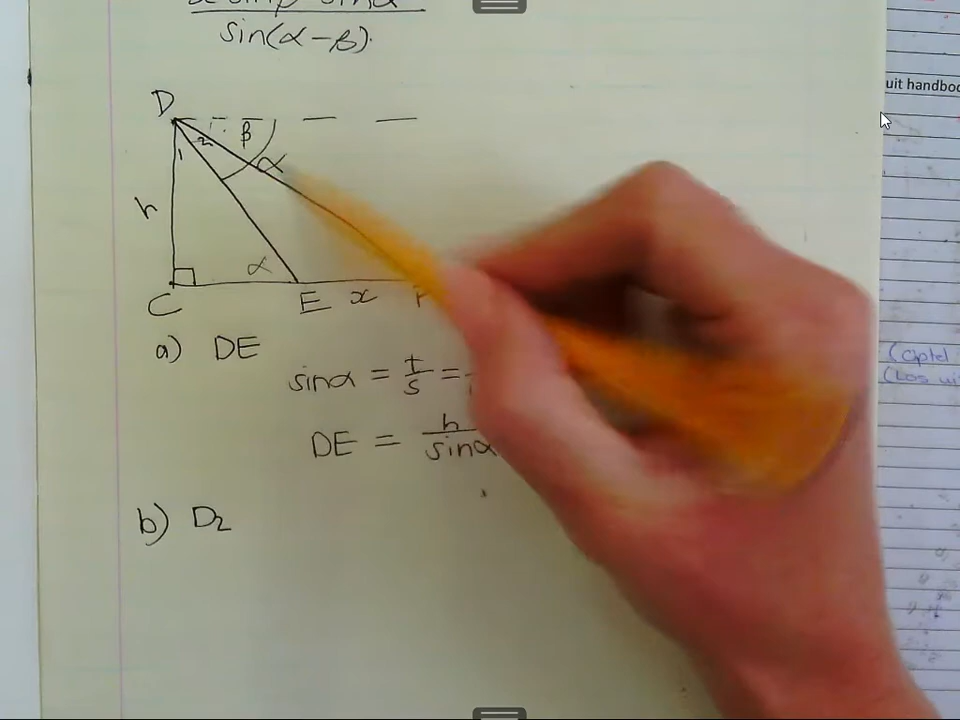 sin(α-β)
uit handboo
D
β
2
α
1
h
α
C E x
a) DE
sinα = t/s =
DE = h/sinα
b) D₂